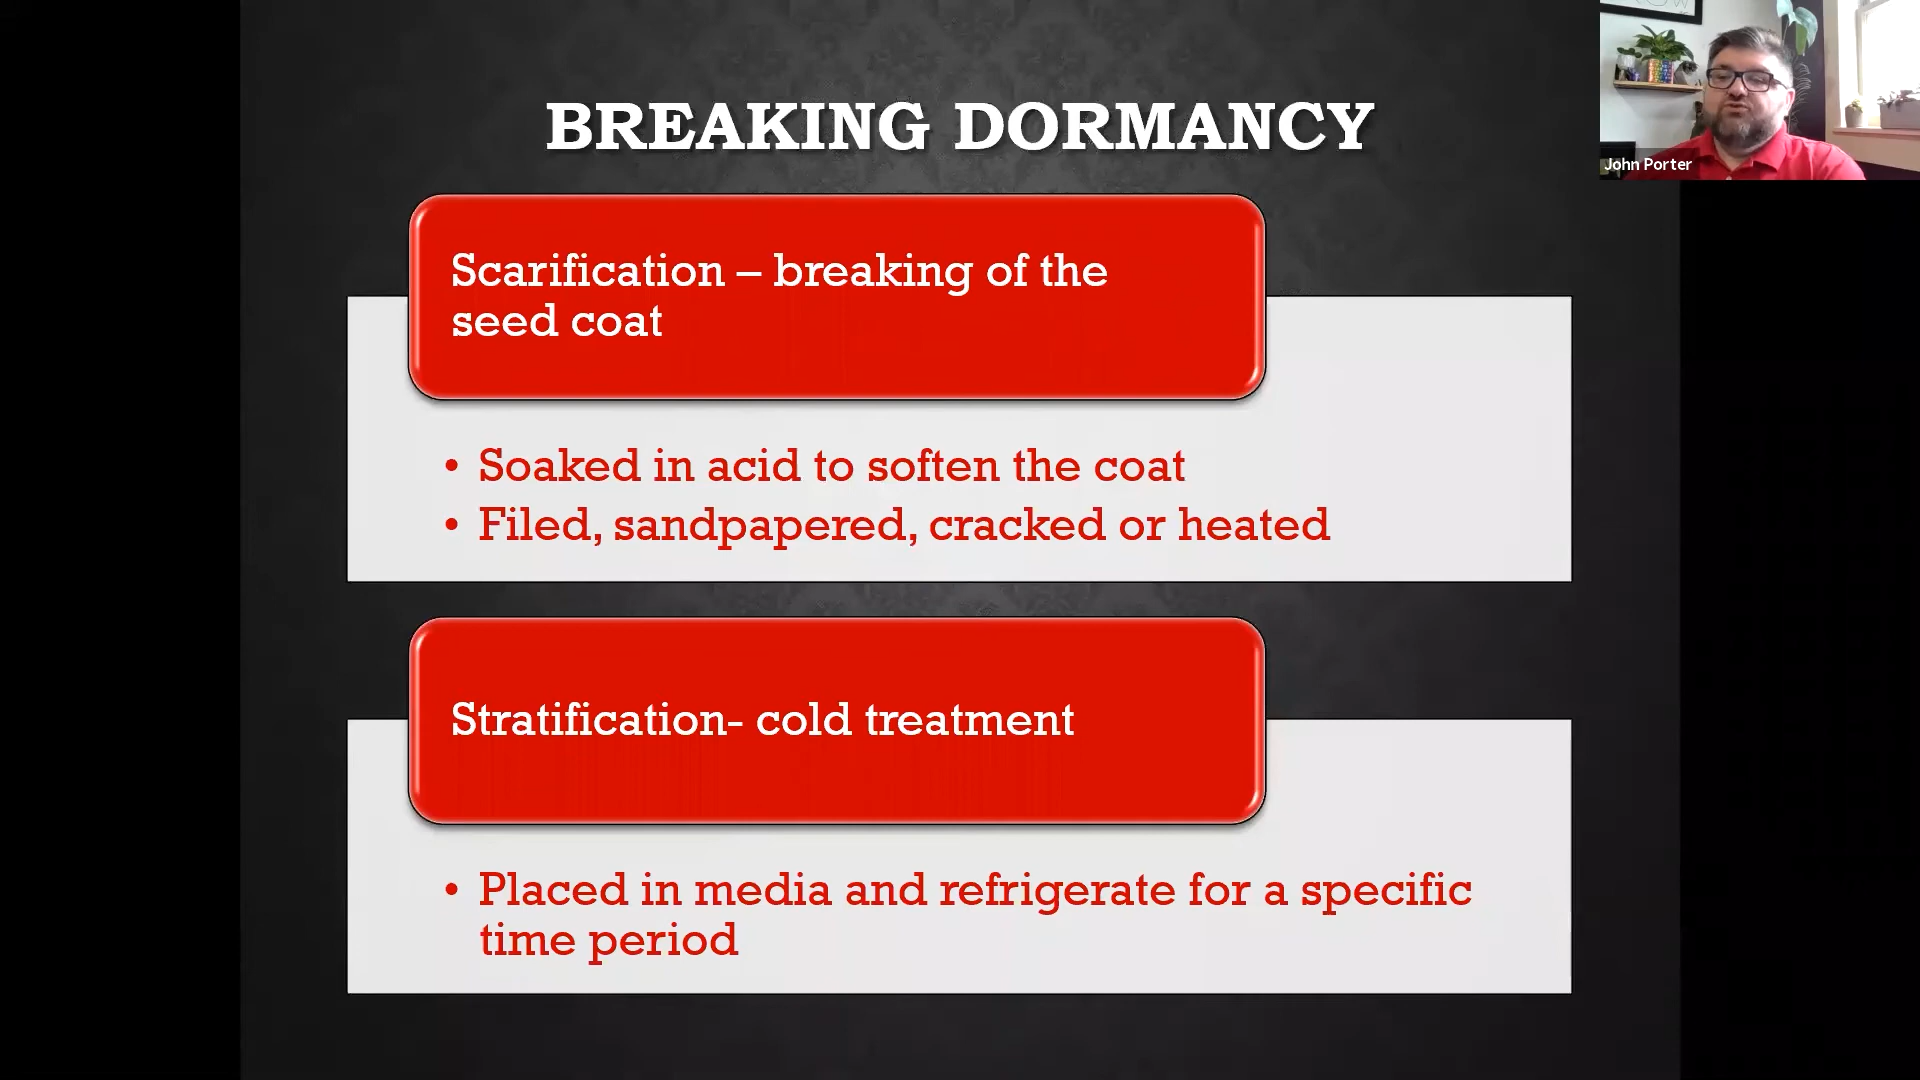 BREAKING DORMANCY
John Porter
Scarification – breaking of the
seed coat
• Soaked in acid to soften the coat
• Filed, sandpapered, cracked or heated
Stratification- cold treatment
• Placed in media and refrigerate for a specific
time period